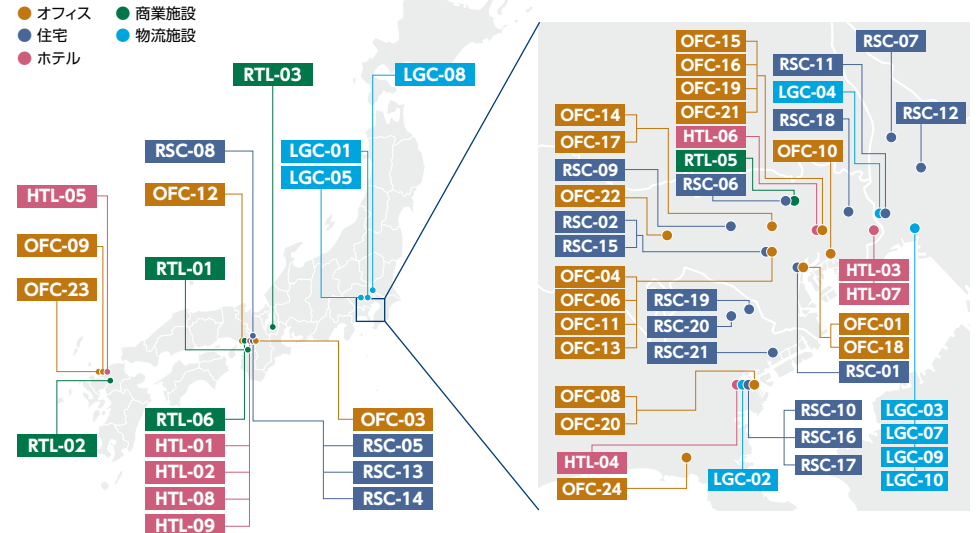 オフィス
商業施設
住宅
物流施設
ホテル
RTL-03
LGC-08
RSC-08
LGC-01
LGC-05
HTL-05
OFC-12
OFC-09
RTL-01
OFC-23
RTL-02
RTL-06
OFC-03
HTL-01
RSC-05
HTL-02
RSC-13
HTL-08
RSC-14
HTL-09
OFC-15
OFC-16
OFC-19
OFC-21
HTL-06
RTL-05
RSC-06
RSC-07
RSC-11
LGC-04
RSC-18
RSC-12
OFC-10
OFC-14
OFC-17
RSC-09
OFC-22
RSC-02
RSC-15
OFC-04
OFC-06
OFC-11
OFC-13
RSC-19
RSC-20
RSC-21
HTL-03
HTL-07
OFC-01
OFC-18
RSC-01
OFC-08
OFC-20
HTL-04
OFC-24
LGC-02
RSC-10
RSC-16
RSC-17
LGC-03
LGC-07
LGC-09
LGC-10